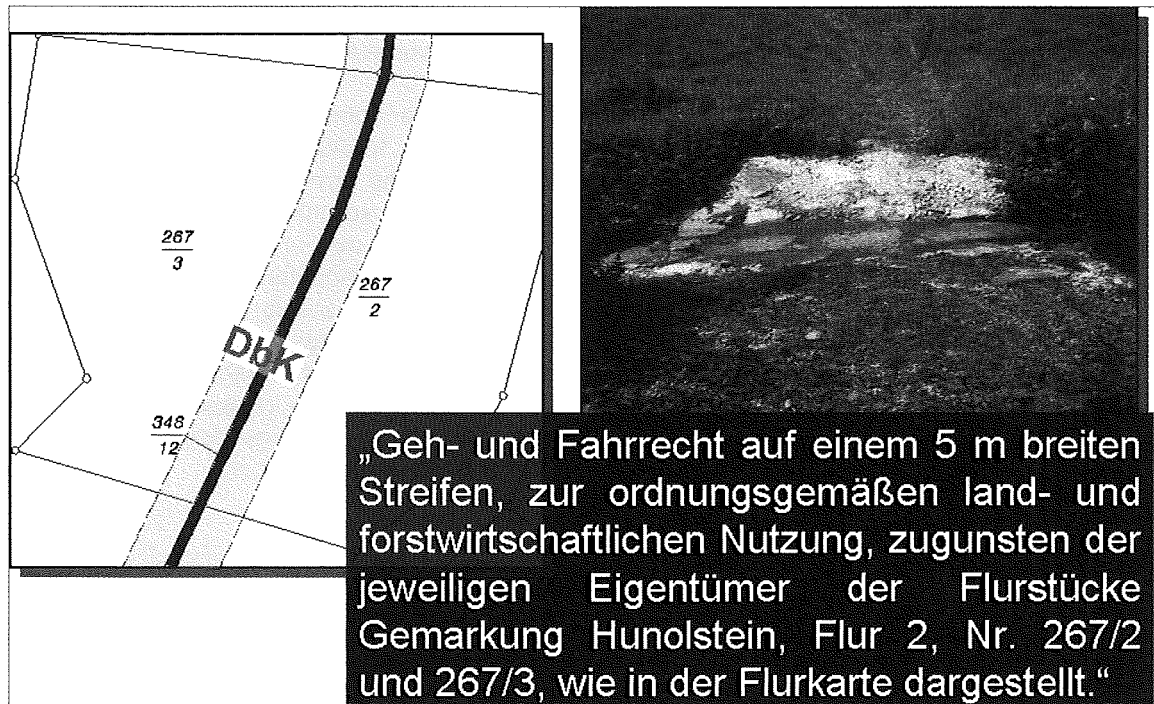 267
3
267
2
DbK
348
12
„Geh- und Fahrrecht auf einem 5 m breiten
Streifen, zur ordnungsgemäßen land- und
forstwirtschaftlichen Nutzung, zugunsten der
jeweiligen Eigentümer der Flurstücke
Gemarkung Hunolstein, Flur 2, Nr. 267/2
und 267/3, wie in der Flurkarte dargestellt.“